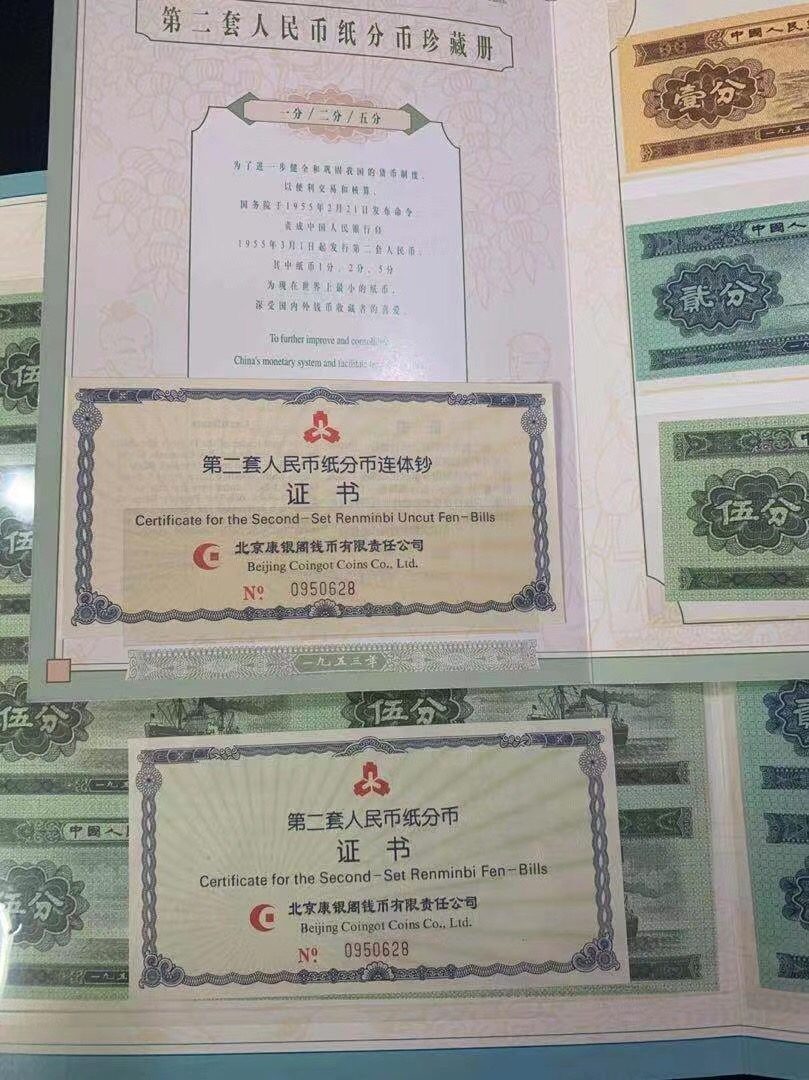 第二套人民币纸分币珍藏册
一分/二分/五分
为了进一步健全和巩固我国的货币制度，
以便利交易和核算，
国务院于1955年2月21日发布命令，
责成中国人民银行自
1955年3月1日起发行第二套人民币，
其中纸币1分、2分、5分
为现在世界上最小的纸币，
深受国内外钱币收藏者的喜爱。
To further improve and consolidate
China's monetary system and facilitate
中國人民
壹分
中國人
貳分
中
伍分
第二套人民币纸分币连体钞
证书
Certificate for the Second-Set Renminbi Uncut Fen-Bills
北京康银阁钱币有限责任公司
Beijing Coingot Coins Co., Ltd.
Nº 0950628
一九五三年
伍
伍
伍分
伍分
貳
中國人民
伍分
第二套人民币纸分币
证书
Certificate for the Second-Set Renminbi Fen-Bills
北京康银阁钱币有限责任公司
Beijing Coingot Coins Co., Ltd.
Nº 0950628